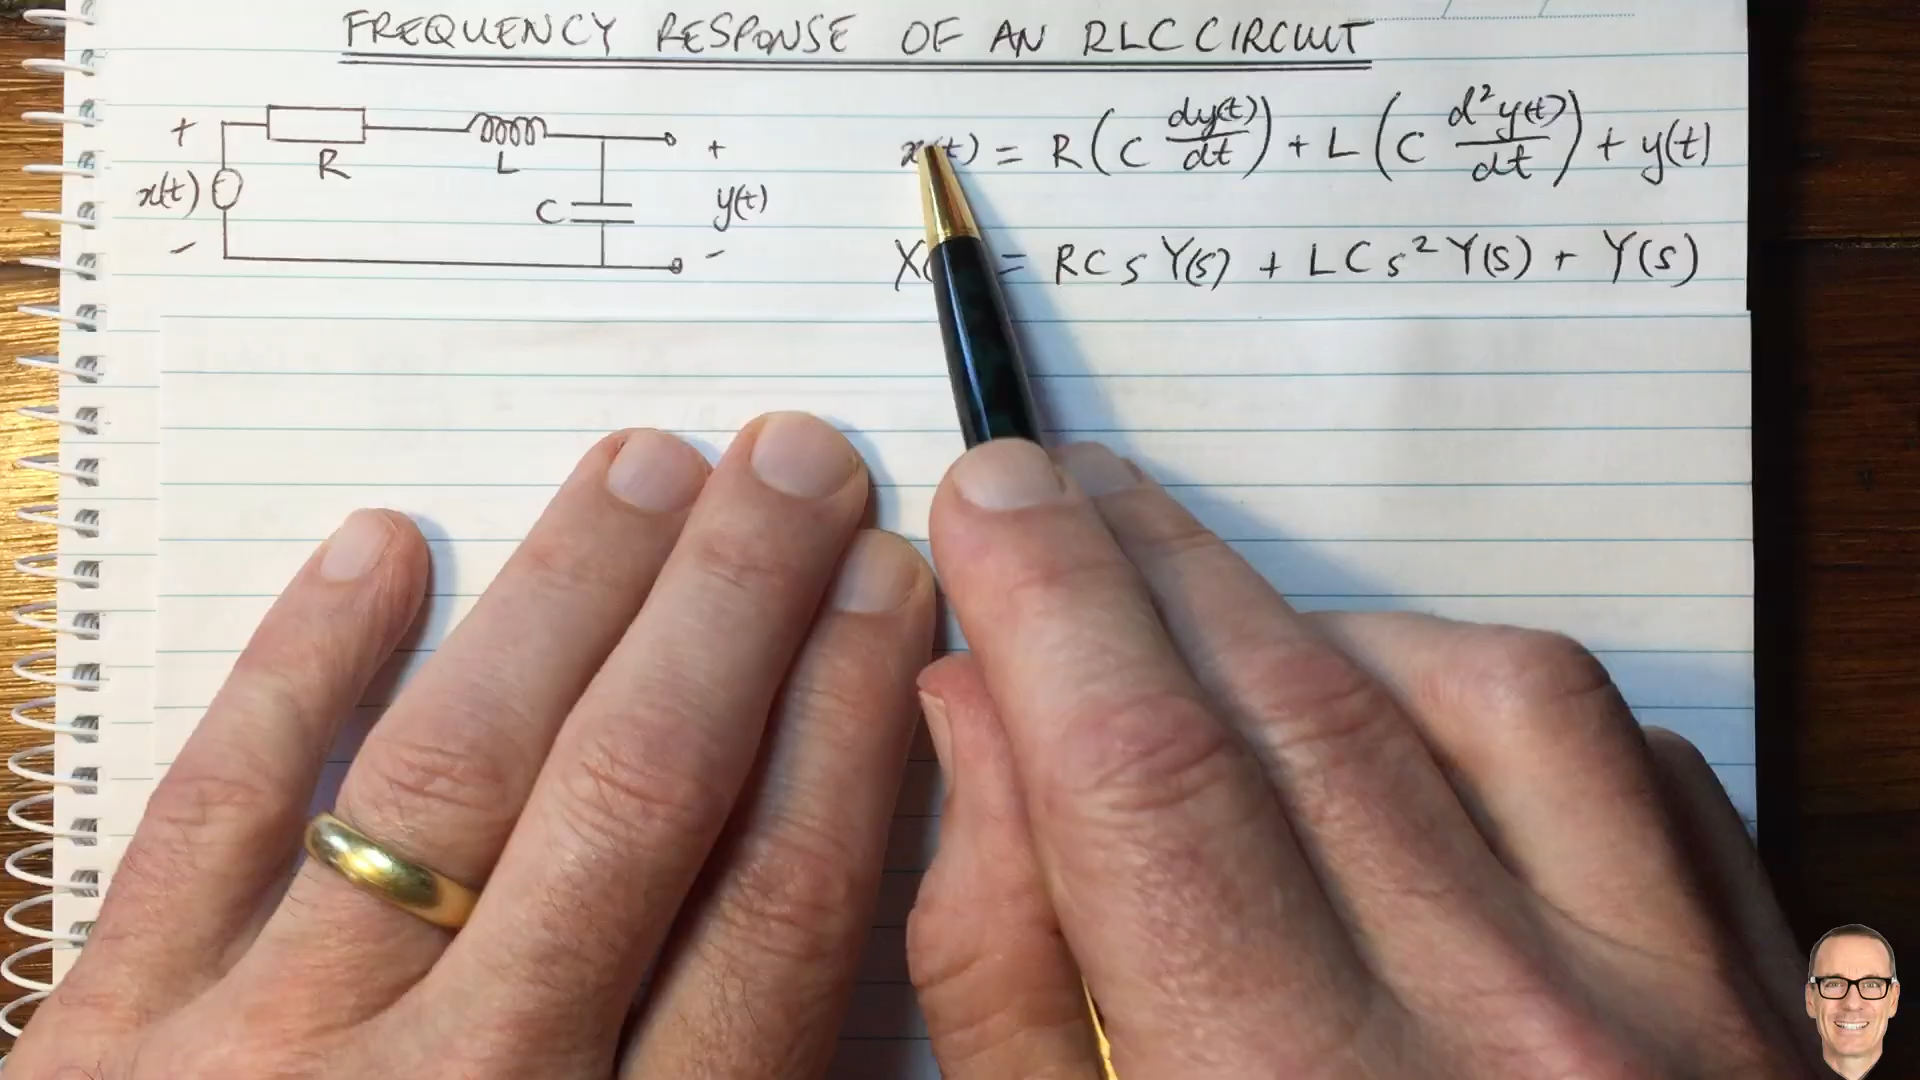 FREQUENCY RESPONSE OF AN RLC CIRCUIT
+ R L +
x(t) C y(t)
- -
x(t) = R(C dy(t)/dt) + L(C d²y(t)/dt) + y(t)
X( = RCsY(s) + LCs²Y(s) + Y(s)